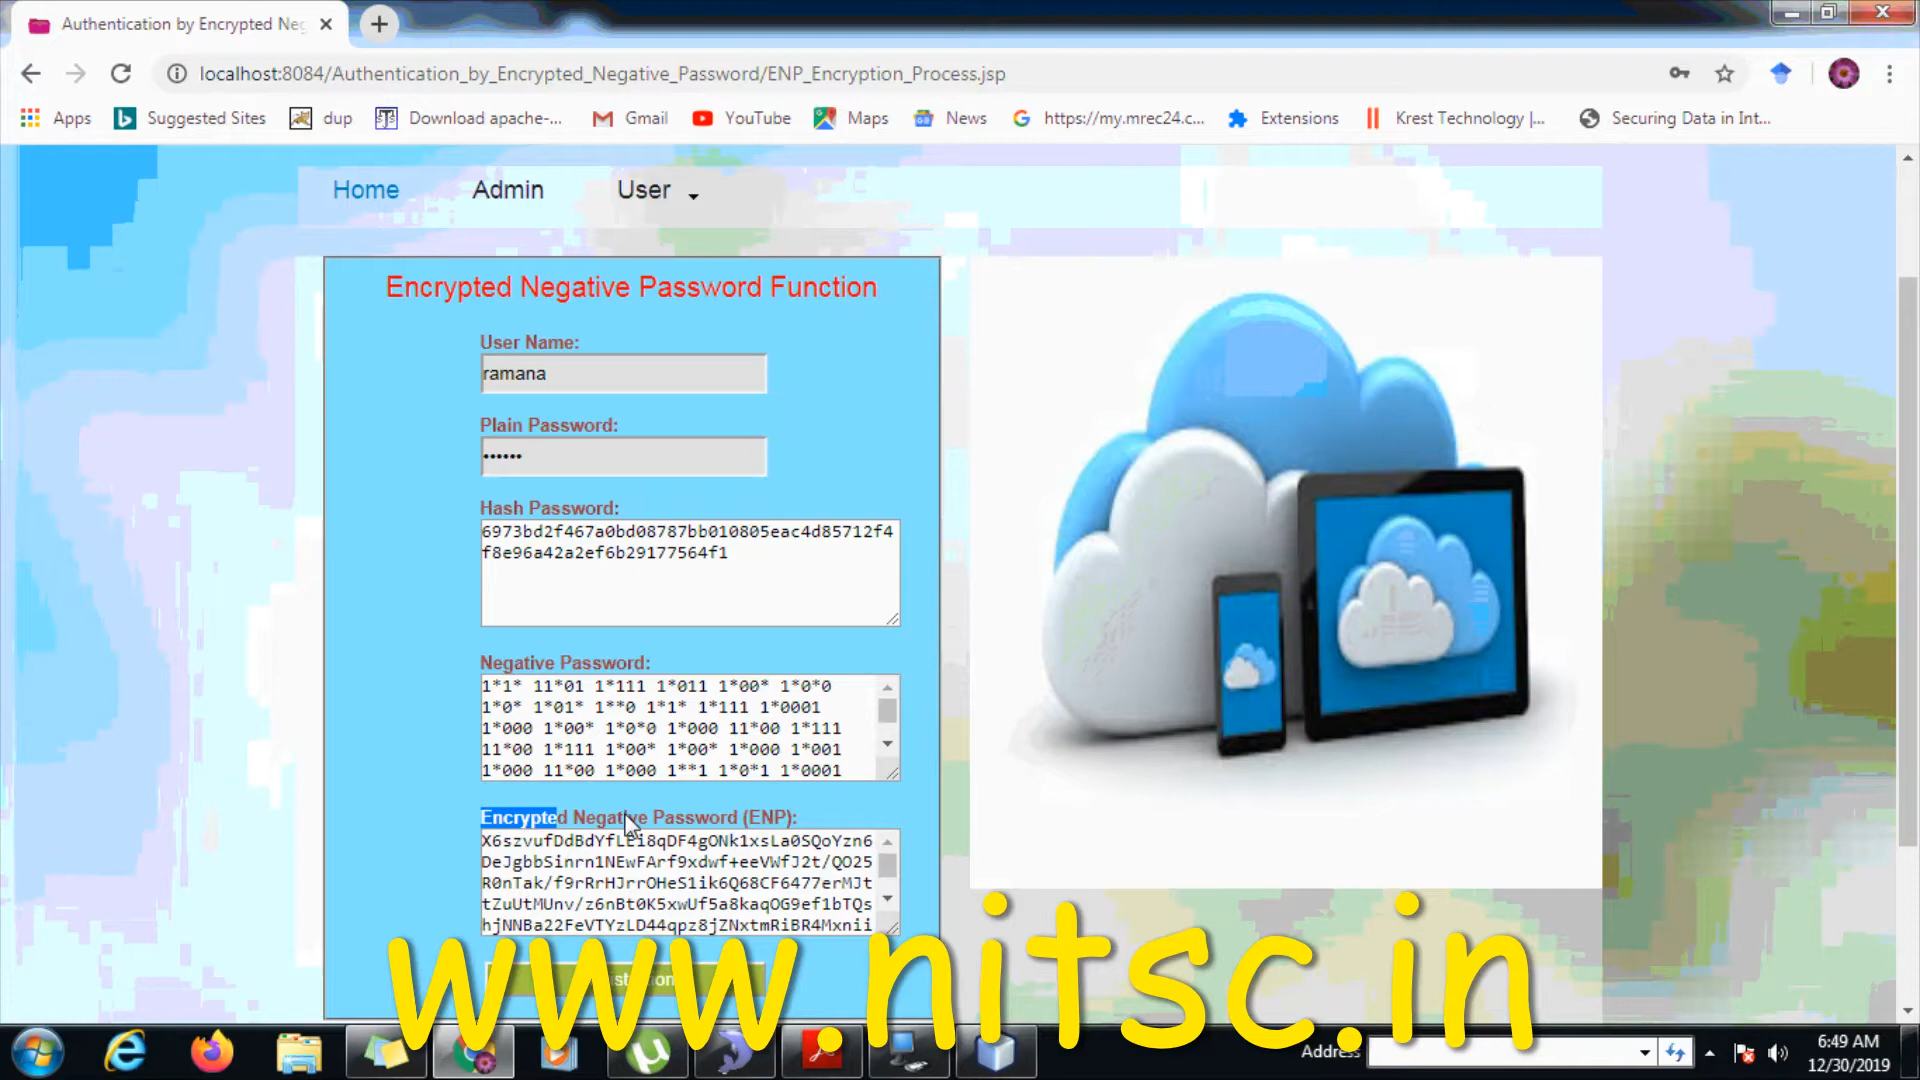 Authentication by Encrypted Neg
localhost:8084/Authentication_by_Encrypted_Negative_Password/ENP_Encryption_Process.jsp
Apps Suggested Sites dup Download apache-... Gmail YouTube Maps News https://my.mrec24.c... Extensions Krest Technology |... Securing Data in Int...
Home Admin User
Encrypted Negative Password Function
User Name:
ramana
Plain Password:
••••••
Hash Password:
6973bd2f467a0bd08787bb010805eac4d85712f4
f8e96a42a2ef6b29177564f1
Negative Password:
1*1* 11*01 1*111 1*011 1*00* 1*0*0
1*0* 1*01* 1**0 1*1* 1*111 1*0001
1*000 1*00* 1*0*0 1*000 11*00 1*111
11*00 1*111 1*00* 1*00* 1*000 1*001
1*000 11*00 1*000 1**1 1*0*1 1*0001
Encrypted Negative Password (ENP):
X6szvufDdBdYfLEi8qDF4gONk1xsLa0SQoYzn6
DeJgbbSinrn1NEwFArf9xdwf+eeVWfJ2t/QO25
R0nTak/f9rRrHJrrOHeS1ik6Q68CF6477erMJt
tZuUtMUnv/z6nBt0K5xwUf5a8kaqOG9ef1bTQs
hjNNBa22FeVTYzLD44qpz8jZNxtmRiBR4Mxnii
www.nitsc.in
Address
6:49 AM
12/30/2019